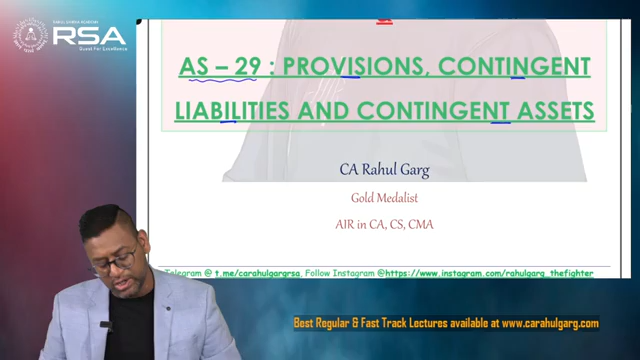 RSA
Quest For Excellence
&
AS – 29 : PROVISIONS, CONTINGENT
LIABILITIES AND CONTINGENT ASSETS
CA Rahul Garg
Gold Medalist
AIR in CA, CS, CMA
Telegram @ t.me/carahulgargrsa, Follow Instagram @https://www.instagram.com/rahulgarg_thefighter
Best Regular & Fast Track Lectures available at www.carahulgarg.com